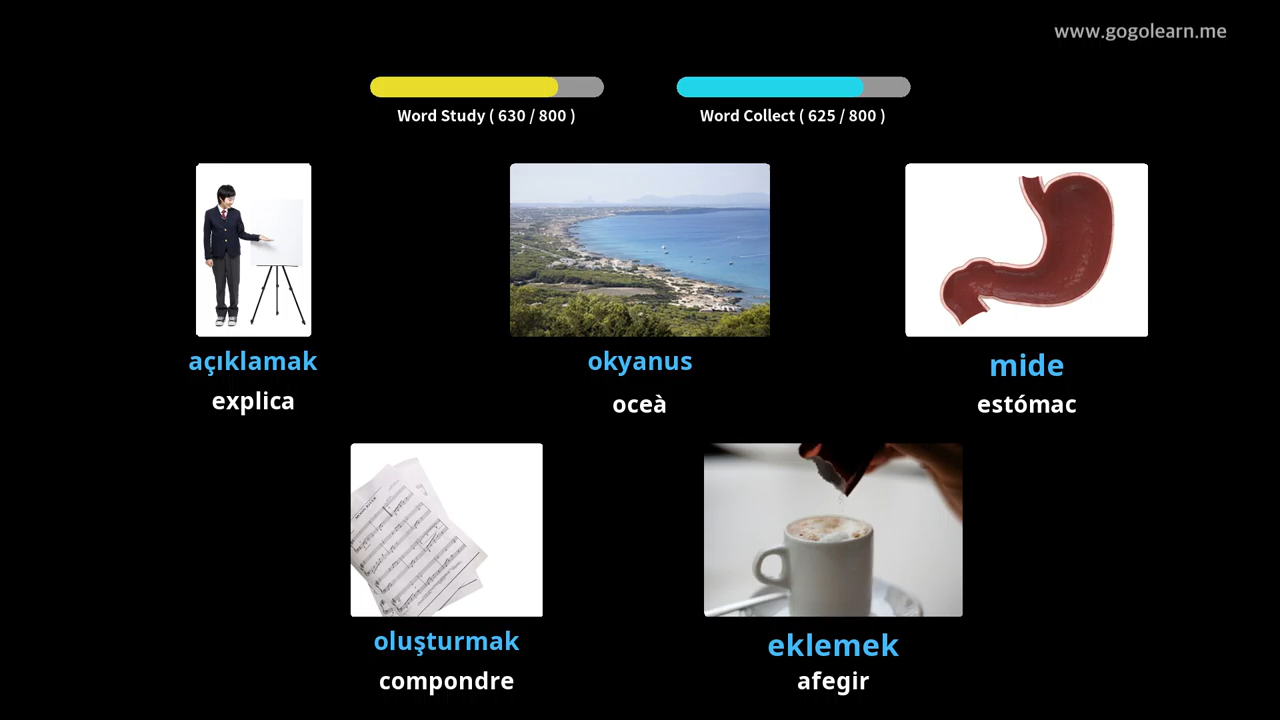 www.gogolearn.me
Word Study ( 630 / 800 )
Word Collect ( 625 / 800 )
açıklamak
explica
okyanus
oceà
mide
estómac
oluşturmak
compondre
eklemek
afegir